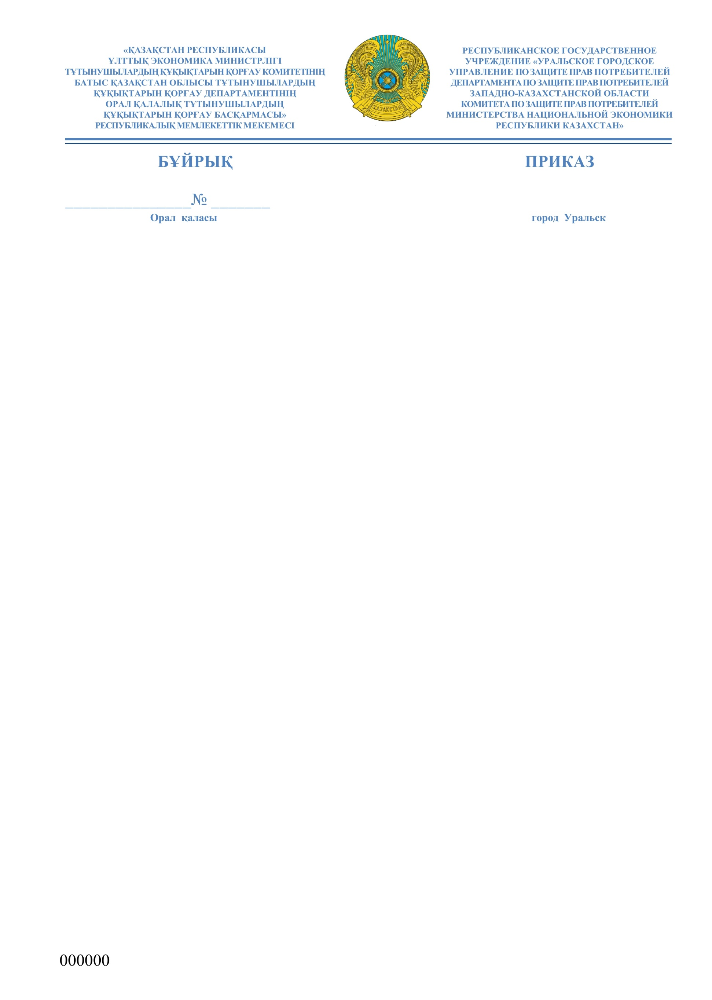 «ҚАЗАҚСТАН РЕСПУБЛИКАСЫ
ҰЛТТЫҚ ЭКОНОМИКА МИНИСТРЛІГІ
ТҰТЫНУШЫЛАРДЫҢ ҚҰҚЫҚТАРЫН ҚОРҒАУ КОМИТЕТІНІҢ
БАТЫС ҚАЗАҚСТАН ОБЛЫСЫ ТҰТЫНУШЫЛАРДЫҢ
ҚҰҚЫҚТАРЫН ҚОРҒАУ ДЕПАРТАМЕНТІНІҢ
ОРАЛ ҚАЛАЛЫҚ ТҰТЫНУШЫЛАРДЫҢ
ҚҰҚЫҚТАРЫН ҚОРҒАУ БАСҚАРМАСЫ»
РЕСПУБЛИКАЛЫҚ МЕМЛЕКЕТТІК МЕКЕМЕСІ
ҚАЗАҚСТАН
РЕСПУБЛИКАНСКОЕ ГОСУДАРСТВЕННОЕ
УЧРЕЖДЕНИЕ «УРАЛЬСКОЕ ГОРОДСКОЕ
УПРАВЛЕНИЕ ПО ЗАЩИТЕ ПРАВ ПОТРЕБИТЕЛЕЙ
ДЕПАРТАМЕНТА ПО ЗАЩИТЕ ПРАВ ПОТРЕБИТЕЛЕЙ
ЗАПАДНО-КАЗАХСТАНСКОЙ ОБЛАСТИ
КОМИТЕТА ПО ЗАЩИТЕ ПРАВ ПОТРЕБИТЕЛЕЙ
МИНИСТЕРСТВА НАЦИОНАЛЬНОЙ ЭКОНОМИКИ
РЕСПУБЛИКИ КАЗАХСТАН»
БҰЙРЫҚ
ПРИКАЗ
_______________№ _______
Орал қаласы
город Уральск
000000